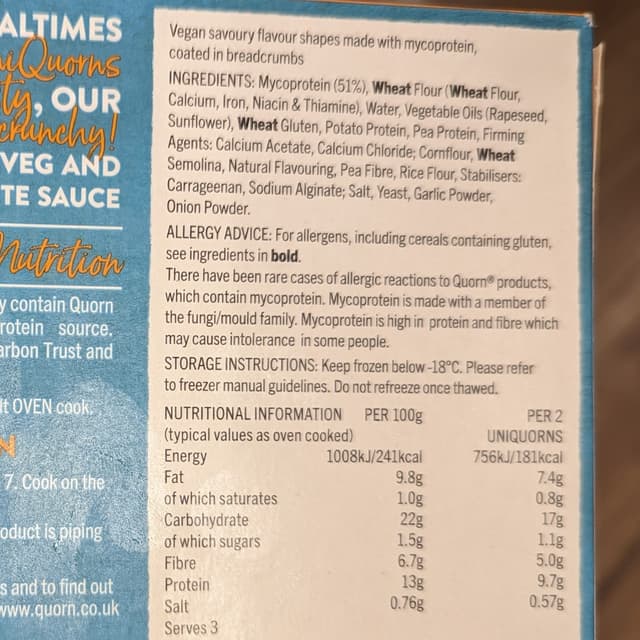 ALTIMES
niQuorns
ty, OUR
crunchy!
VEG AND
TE SAUCE
Nutrition
y contain Quorn
rotein source.
arbon Trust and
lt OVEN cook.
N
7. Cook on the
oduct is piping
s and to find out
www.quorn.co.uk
Vegan savoury flavour shapes made with mycoprotein,
coated in breadcrumbs
INGREDIENTS: Mycoprotein (51%), Wheat Flour (Wheat Flour,
Calcium, Iron, Niacin & Thiamine), Water, Vegetable Oils (Rapeseed,
Sunflower), Wheat Gluten, Potato Protein, Pea Protein, Firming
Agents: Calcium Acetate, Calcium Chloride; Cornflour, Wheat
Semolina, Natural Flavouring, Pea Fibre, Rice Flour, Stabilisers:
Carrageenan, Sodium Alginate; Salt, Yeast, Garlic Powder,
Onion Powder.
ALLERGY ADVICE: For allergens, including cereals containing gluten,
see ingredients in bold.
There have been rare cases of allergic reactions to Quorn® products,
which contain mycoprotein. Mycoprotein is made with a member of
the fungi/mould family. Mycoprotein is high in protein and fibre which
may cause intolerance in some people.
STORAGE INSTRUCTIONS: Keep frozen below -18°C. Please refer
to freezer manual guidelines. Do not refreeze once thawed.
NUTRITIONAL INFORMATION PER 100g PER 2
(typical values as oven cooked) UNIQUORNS
Energy 1008kJ/241kcal 756kJ/181kcal
Fat 9.8g 7.4g
of which saturates 1.0g 0.8g
Carbohydrate 22g 17g
of which sugars 1.5g 1.1g
Fibre 6.7g 5.0g
Protein 13g 9.7g
Salt 0.76g 0.57g
Serves 3